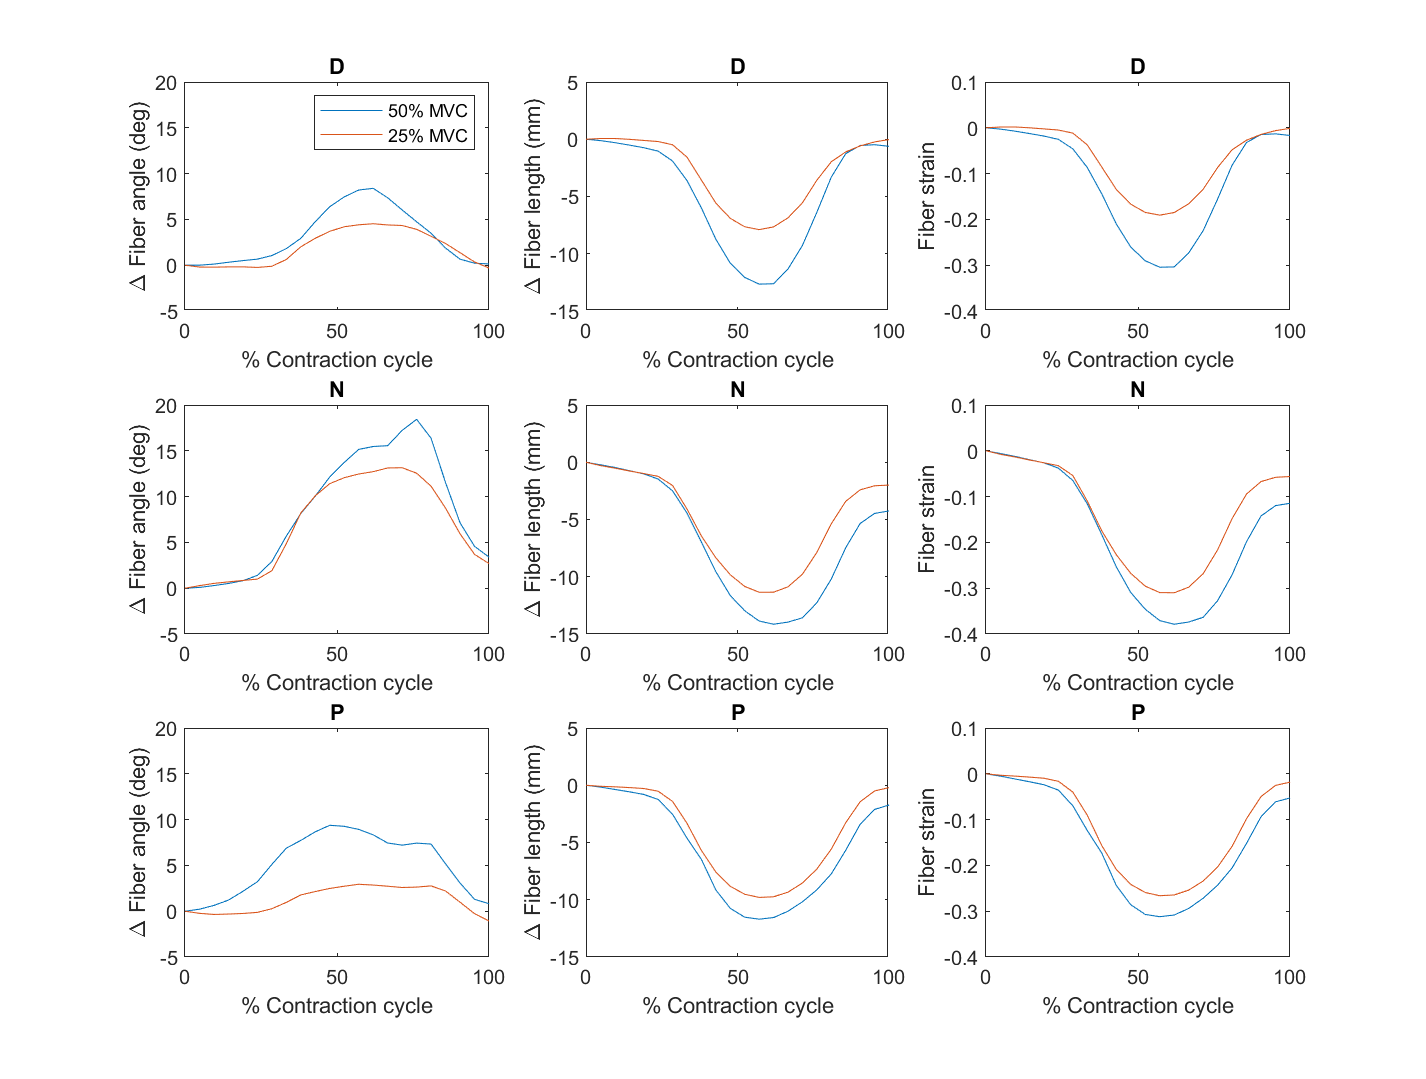 D
D
D
20
15
10
5
0
-5
Δ Fiber angle (deg)
50% MVC
25% MVC
0
50
100
% Contraction cycle
5
0
-5
-10
-15
Δ Fiber length (mm)
0
50
100
% Contraction cycle
0.1
0
-0.1
-0.2
-0.3
-0.4
Fiber strain
0
50
100
% Contraction cycle
N
N
N
20
15
10
5
0
-5
Δ Fiber angle (deg)
0
50
100
% Contraction cycle
5
0
-5
-10
-15
Δ Fiber length (mm)
0
50
100
% Contraction cycle
0.1
0
-0.1
-0.2
-0.3
-0.4
Fiber strain
0
50
100
% Contraction cycle
P
P
P
20
15
10
5
0
-5
Δ Fiber angle (deg)
0
50
100
% Contraction cycle
5
0
-5
-10
-15
Δ Fiber length (mm)
0
50
100
% Contraction cycle
0.1
0
-0.1
-0.2
-0.3
-0.4
Fiber strain
0
50
100
% Contraction cycle